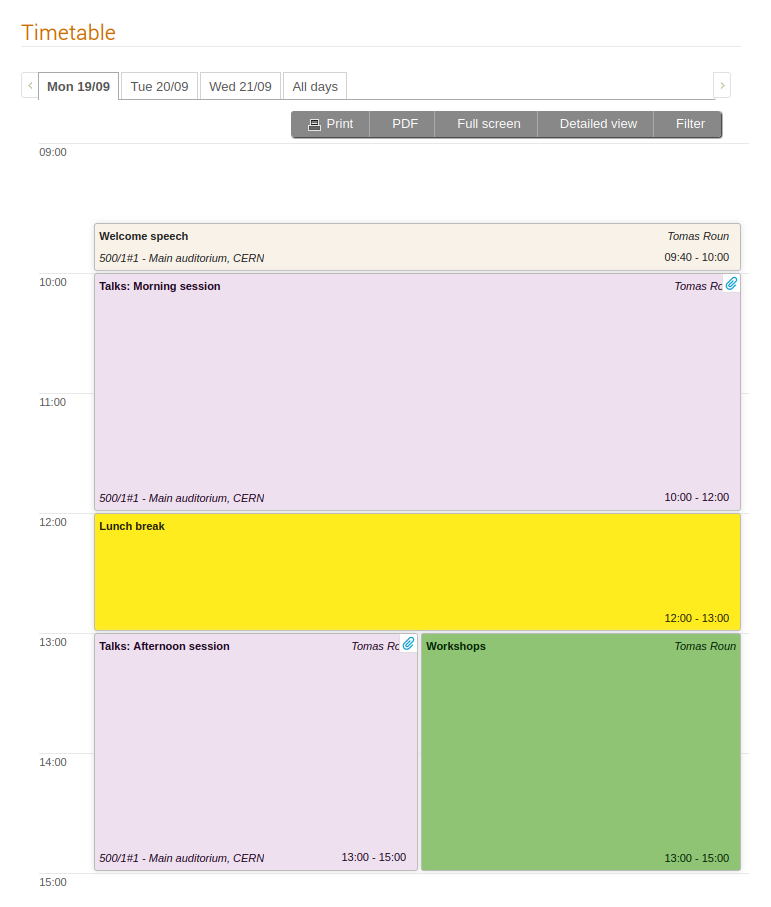 Timetable
Mon 19/09 Tue 20/09 Wed 21/09 All days
Print PDF Full screen Detailed view Filter
09:00
Welcome speech Tomas Roun
500/1#1 - Main auditorium, CERN 09:40 - 10:00
10:00
Talks: Morning session Tomas Ro
11:00
500/1#1 - Main auditorium, CERN 10:00 - 12:00
12:00
Lunch break
12:00 - 13:00
13:00
Talks: Afternoon session Tomas Ro Workshops Tomas Roun
14:00
500/1#1 - Main auditorium, CERN 13:00 - 15:00 13:00 - 15:00
15:00